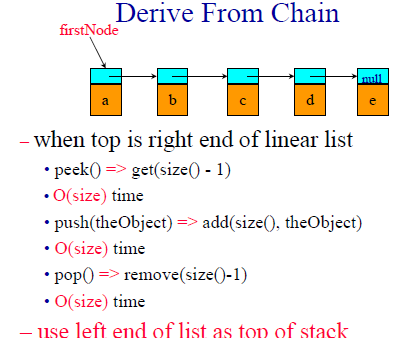 Derive From Chain
firstNode
null
a b c d e
– when top is right end of linear list
• peek() => get(size() - 1)
• O(size) time
• push(theObject) => add(size(), theObject)
• O(size) time
• pop() => remove(size()-1)
• O(size) time
– use left end of list as top of stack